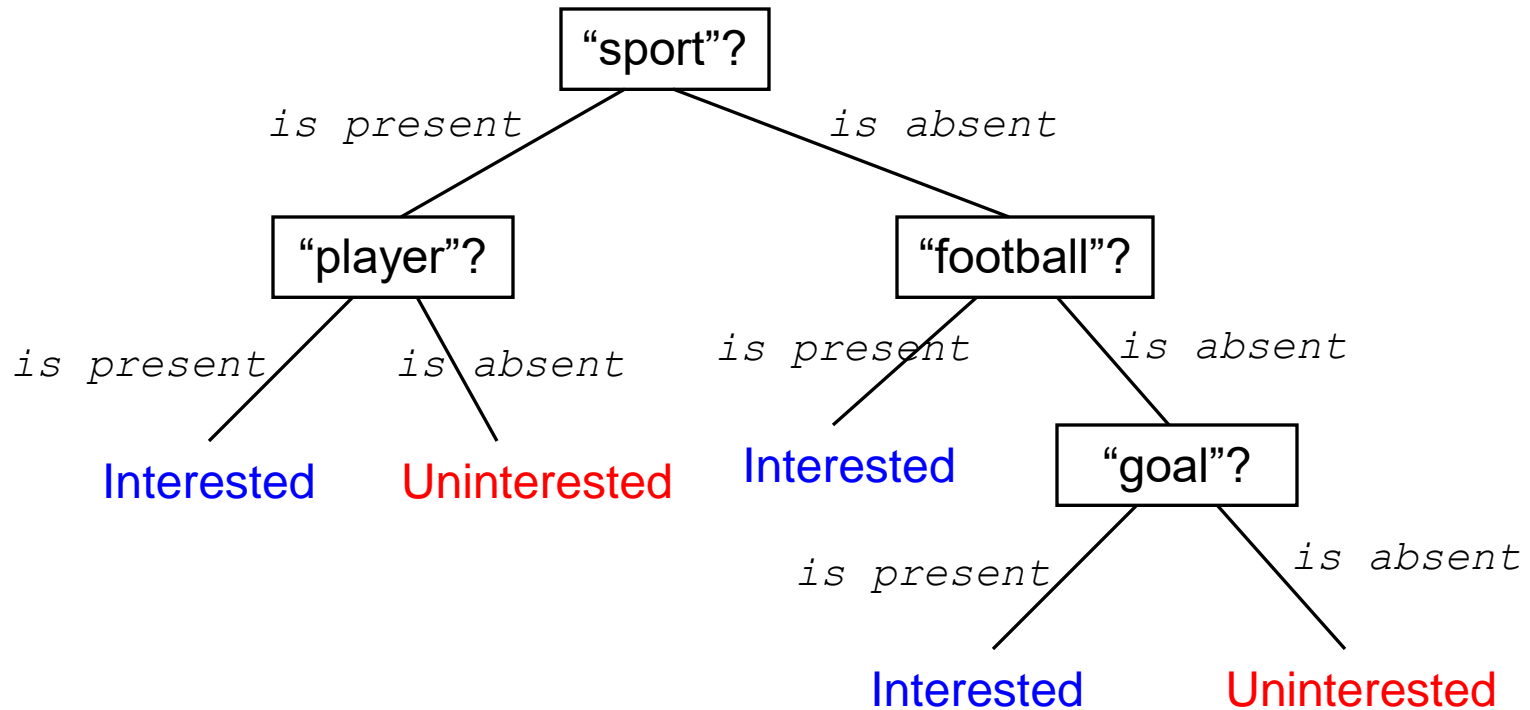 “sport”?
is present
is absent
“player”?
“football”?
is present
is absent
is present
is absent
Interested
Uninterested
Interested
“goal”?
is present
is absent
Interested
Uninterested